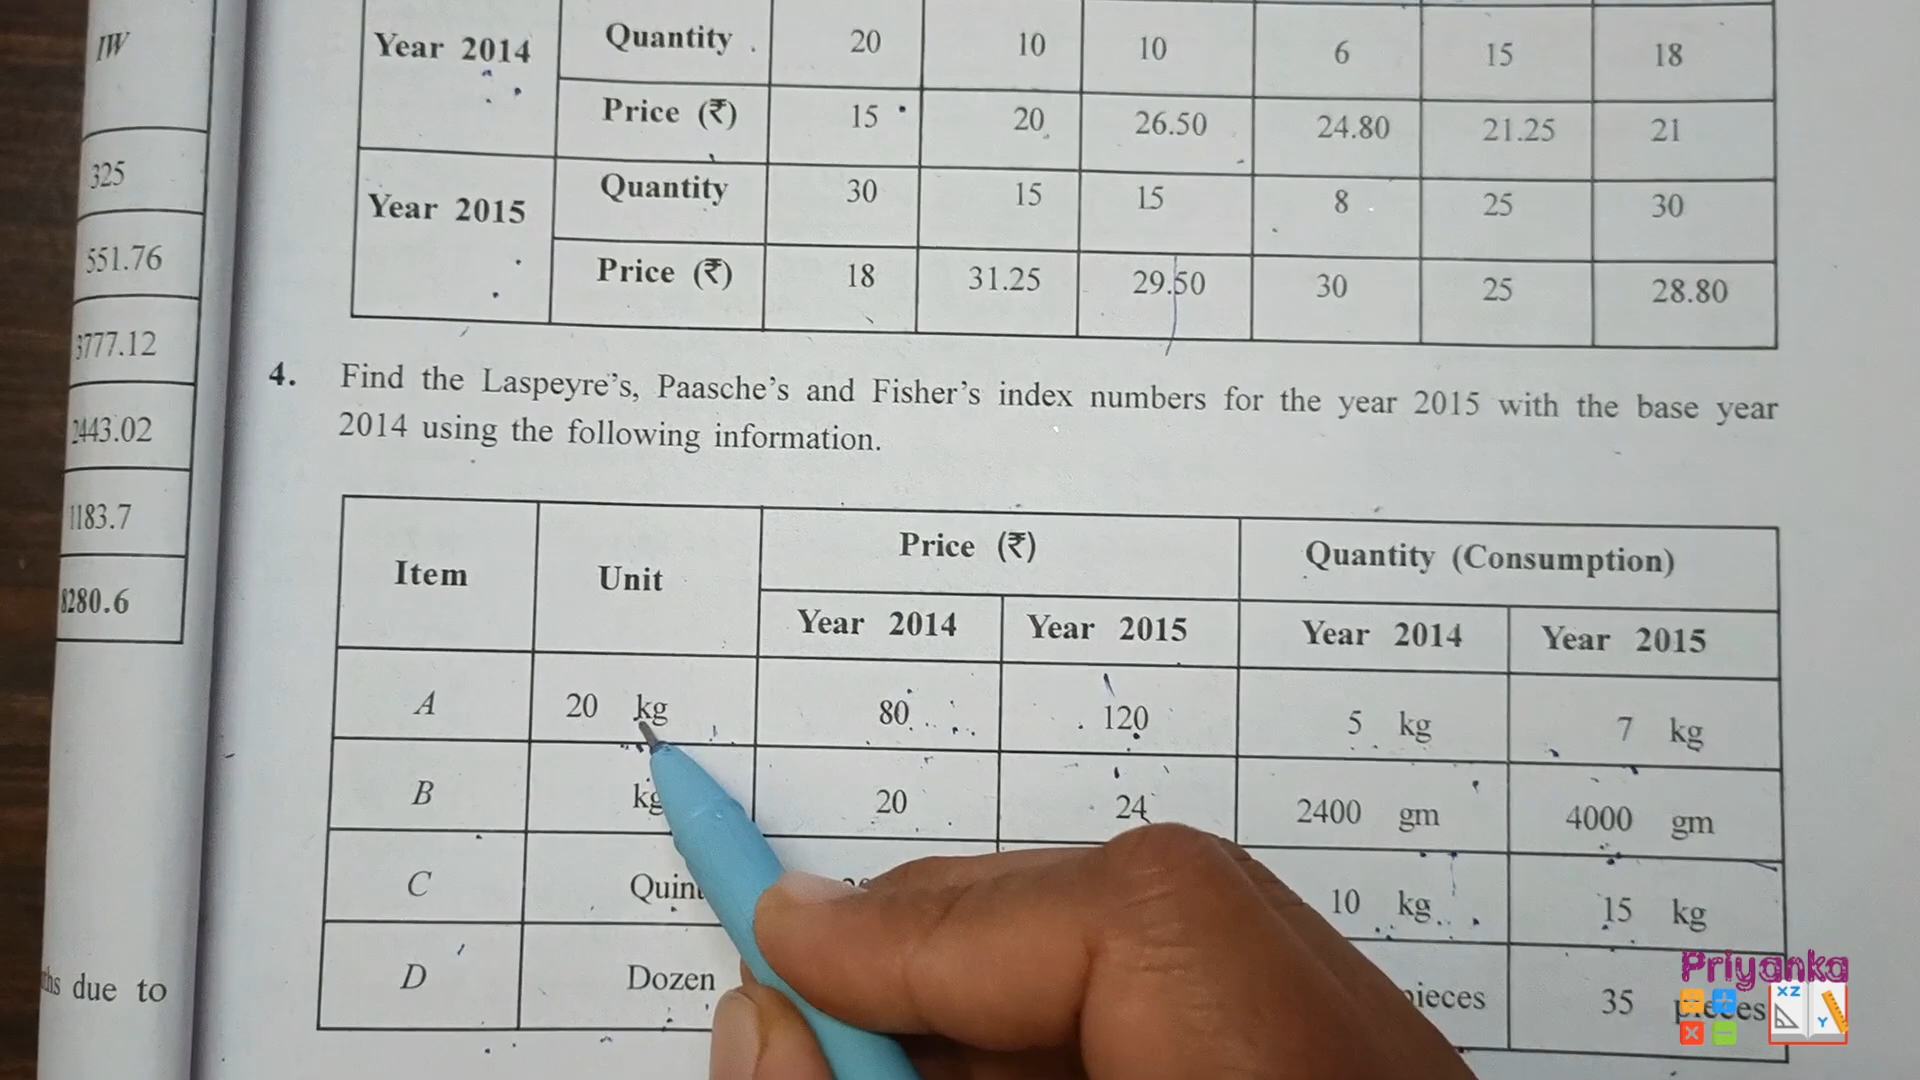 IW
325
551.76
3777.12
2443.02
1183.7
8280.6
due to
Year 2014 Quantity 20 10 10 6 15 18
Price (₹) 15 20 26.50 24.80 21.25 21
Year 2015 Quantity 30 15 15 8 25 30
Price (₹) 18 31.25 29.50 30 25 28.80
4. Find the Laspeyre's, Paasche's and Fisher's index numbers for the year 2015 with the base year
2014 using the following information.
Item Unit Price (₹) Quantity (Consumption)
Year 2014 Year 2015 Year 2014 Year 2015
A 20 kg 80 120 5 kg 7 kg
B kg 20 24 2400 gm 4000 gm
C 10 kg 15 kg
D Dozen pieces 35 pieces
Priyanka
XZ
Y